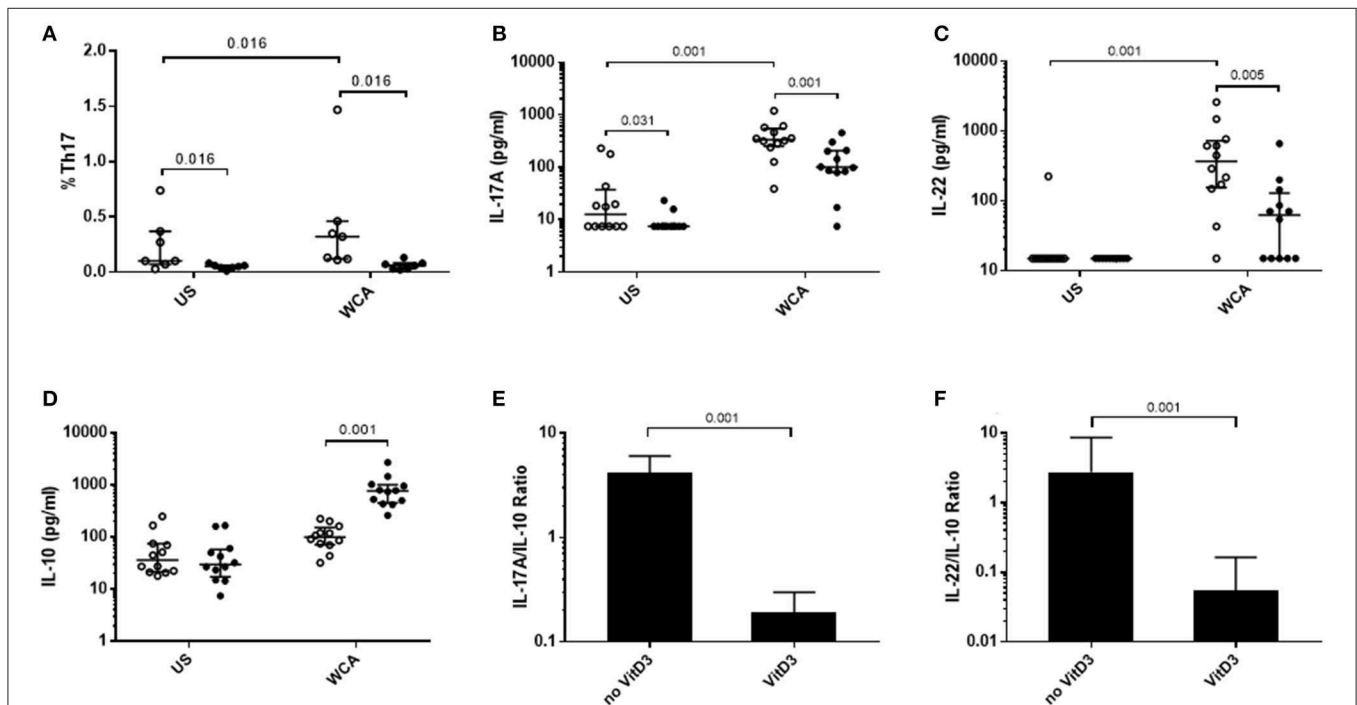 A
% Th17
2.0
1.5
1.0
0.5
0.0
0.016
0.016
0.016
US
WCA
B
IL-17A (pg/ml)
10000
1000
100
10
1
0.001
0.001
0.031
US
WCA
C
IL-22 (pg/ml)
10000
1000
100
10
0.001
0.005
US
WCA
D
IL-10 (pg/ml)
10000
1000
100
10
1
0.001
US
WCA
E
IL-17A/IL-10 Ratio
10
1
0.1
0.001
no VitD3
VitD3
F
IL-22/IL-10 Ratio
10
1
0.1
0.01
0.001
no VitD3
VitD3